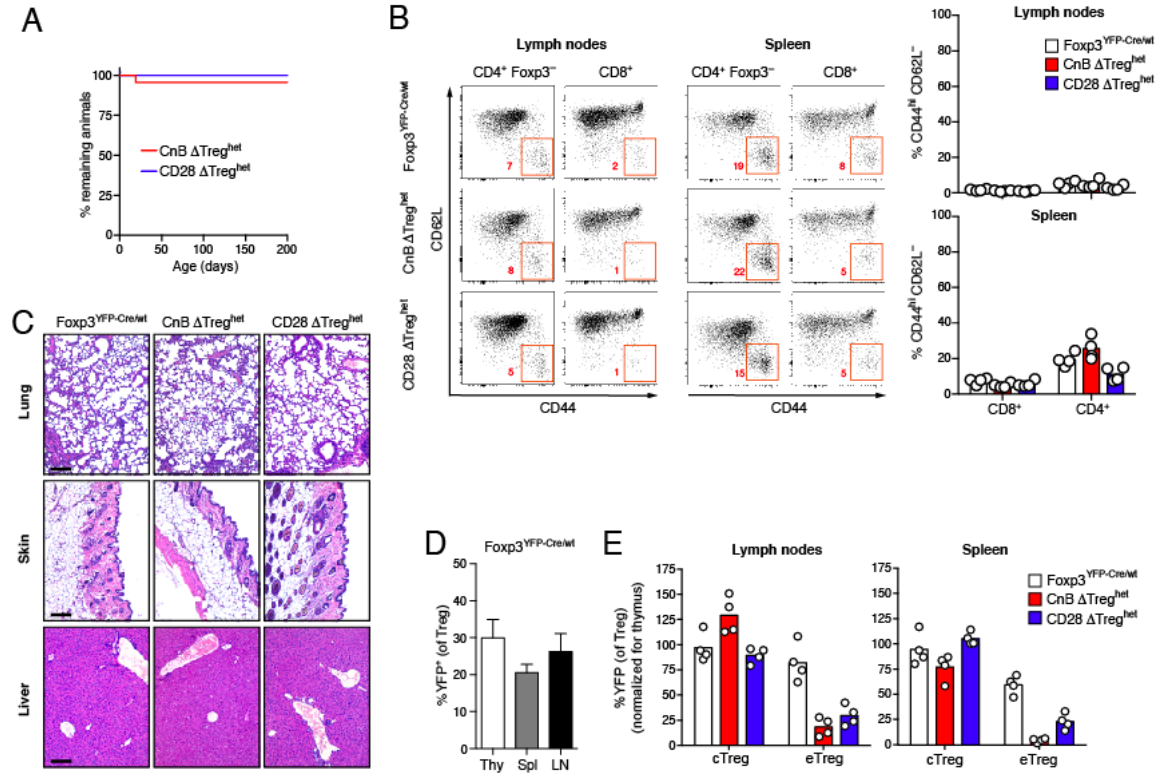 A
% remaining animals
100
75
50
25
0
CnB ΔTreg^het
CD28 ΔTreg^het
0 50 100 150 200
Age (days)
B
Lymph nodes Spleen
CD4⁺ Foxp3⁻ CD8⁺ CD4⁺ Foxp3⁻ CD8⁺
Foxp3^YFP-Cre/wt
7 2 19 8
CnB ΔTreg^het
8 1 22 5
CD28 ΔTreg^het
5 1 15 5
CD62L
CD44 CD44
Lymph nodes
% CD44^hi CD62L⁻
100
80
60
40
20
0
Foxp3^YFP-Cre/wt
CnB ΔTreg^het
CD28 ΔTreg^het
Spleen
% CD44^hi CD62L⁻
100
80
60
40
20
0
CD8⁺ CD4⁺
C
Foxp3^YFP-Cre/wt CnB ΔTreg^het CD28 ΔTreg^het
Lung
Skin
Liver
D
Foxp3^YFP-Cre/wt
%YFP⁺ (of Treg)
50
40
30
20
10
0
Thy Spl LN
E
Lymph nodes
%YFP (of Treg)
(normalized for thymus)
175
150
125
100
75
50
25
0
cTreg eTreg
Spleen
175
150
125
100
75
50
25
0
cTreg eTreg
Foxp3^YFP-Cre/wt
CnB ΔTreg^het
CD28 ΔTreg^het